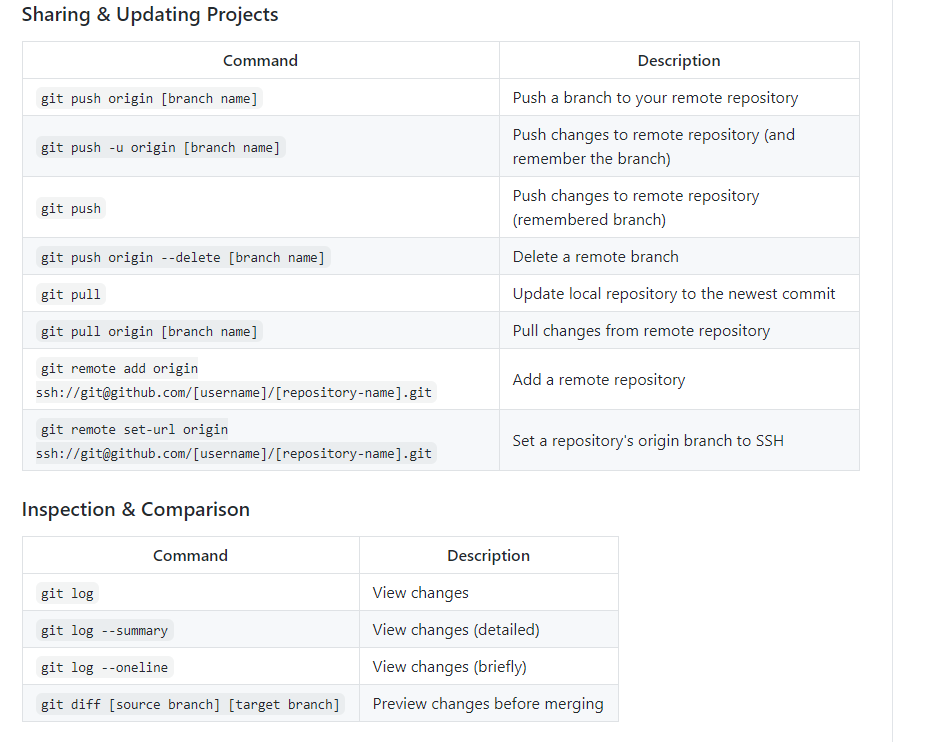 Sharing & Updating Projects
Command Description
git push origin [branch name] Push a branch to your remote repository
git push -u origin [branch name] Push changes to remote repository (and
remember the branch)
git push Push changes to remote repository
(remembered branch)
git push origin --delete [branch name] Delete a remote branch
git pull Update local repository to the newest commit
git pull origin [branch name] Pull changes from remote repository
git remote add origin
ssh://git@github.com/[username]/[repository-name].git Add a remote repository
git remote set-url origin
ssh://git@github.com/[username]/[repository-name].git Set a repository's origin branch to SSH
Inspection & Comparison
Command Description
git log View changes
git log --summary View changes (detailed)
git log --oneline View changes (briefly)
git diff [source branch] [target branch] Preview changes before merging